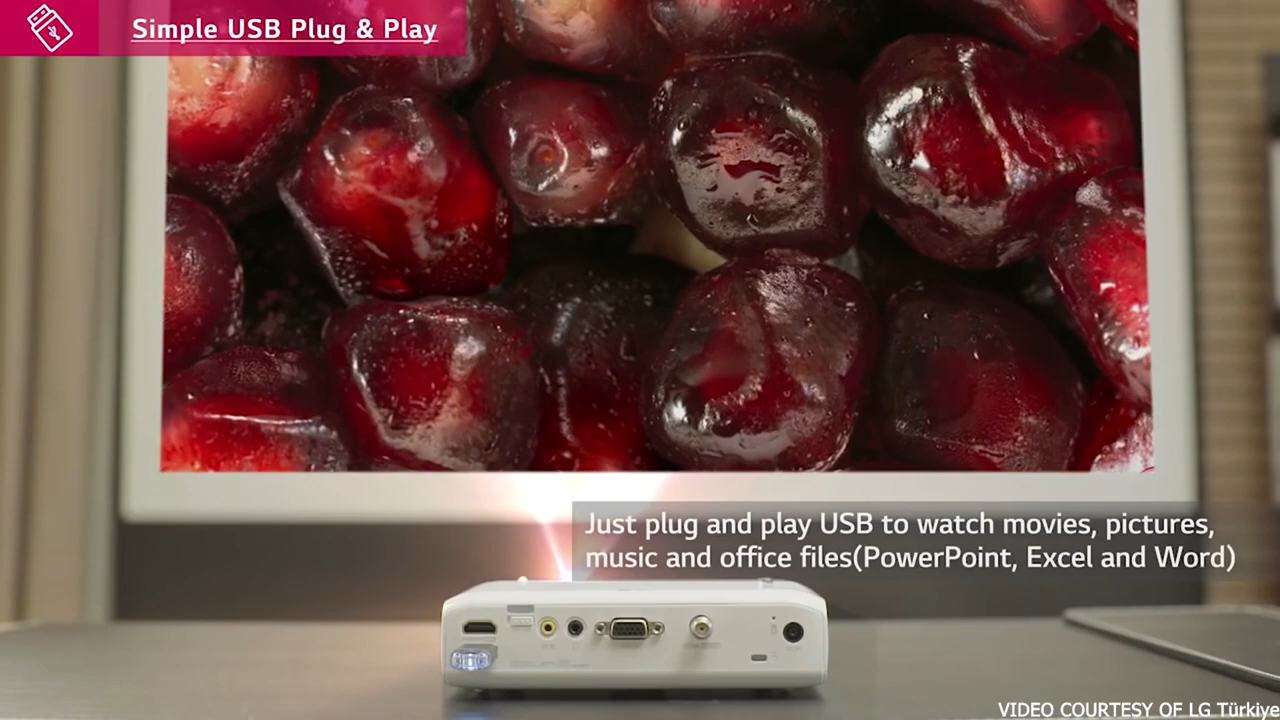 Simple USB Plug & Play
Just plug and play USB to watch movies, pictures,
music and office files(PowerPoint, Excel and Word)
VIDEO COURTESY OF LG Türkiye